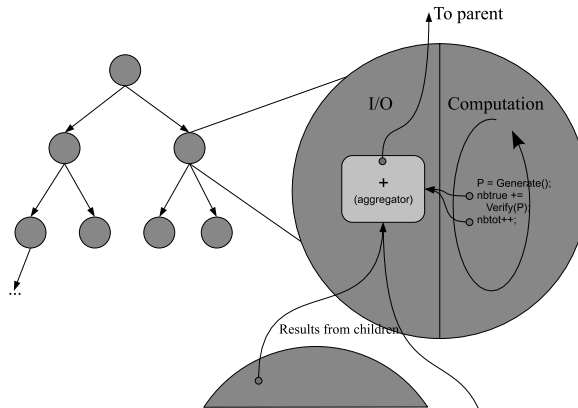 To parent
I/O
Computation
+
(aggregator)
P = Generate();
nbtrue +=
Verify(P);
nbtot++;
...
Results from children